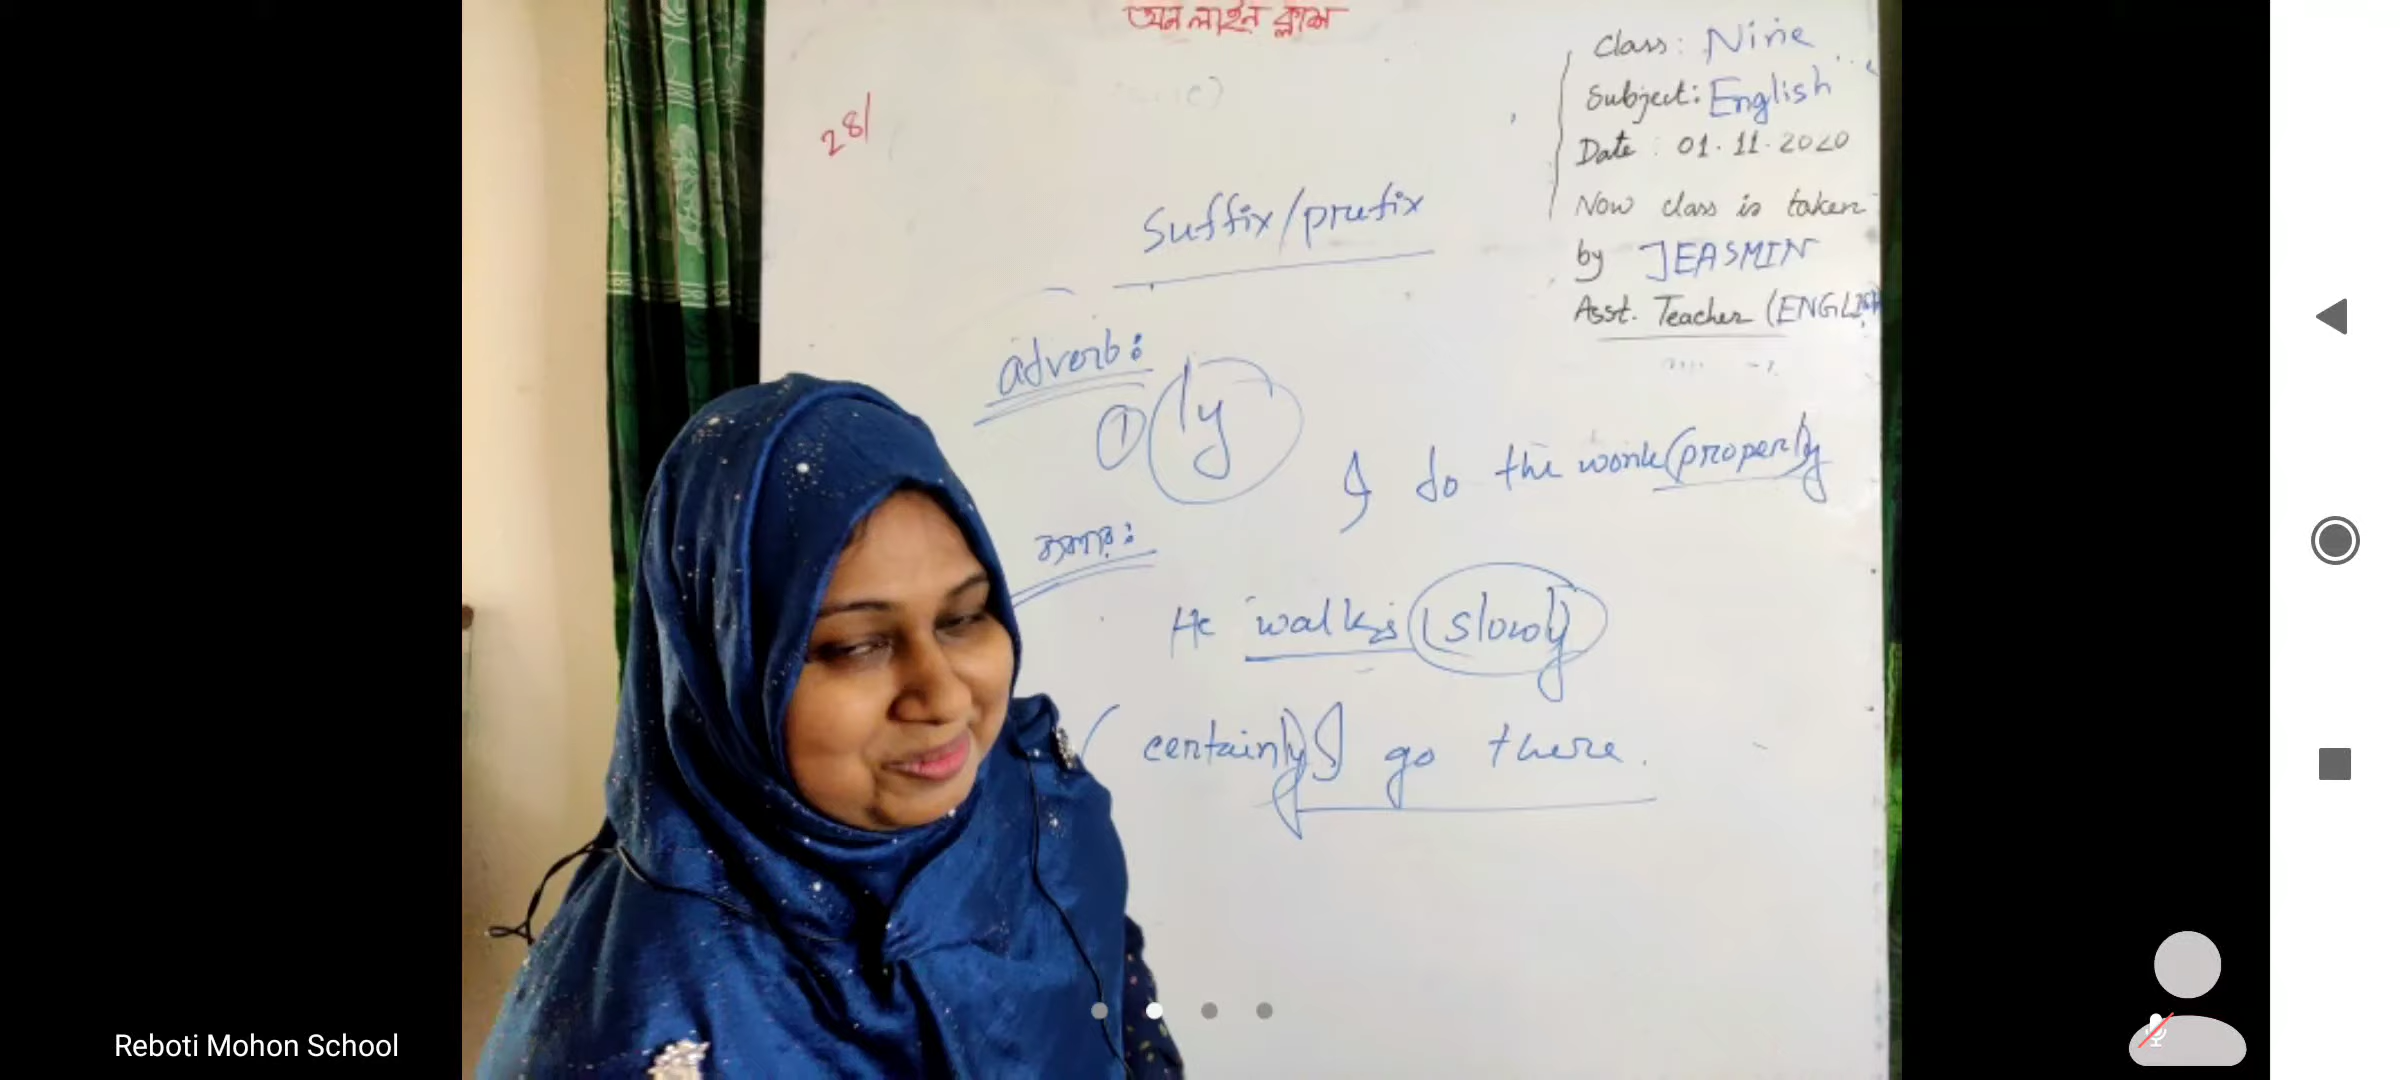 অনলাইন ক্লাস
Class: Nine
Subject: English
Date: 01.11.2020
Now class is taken
by JEASMIN
Asst. Teacher (ENGLISH
28/
Suffix/prefix
adverb:
① ly
I do the work (properly)
He walks (slowly)
(certainly) I go there.
Reboti Mohon School